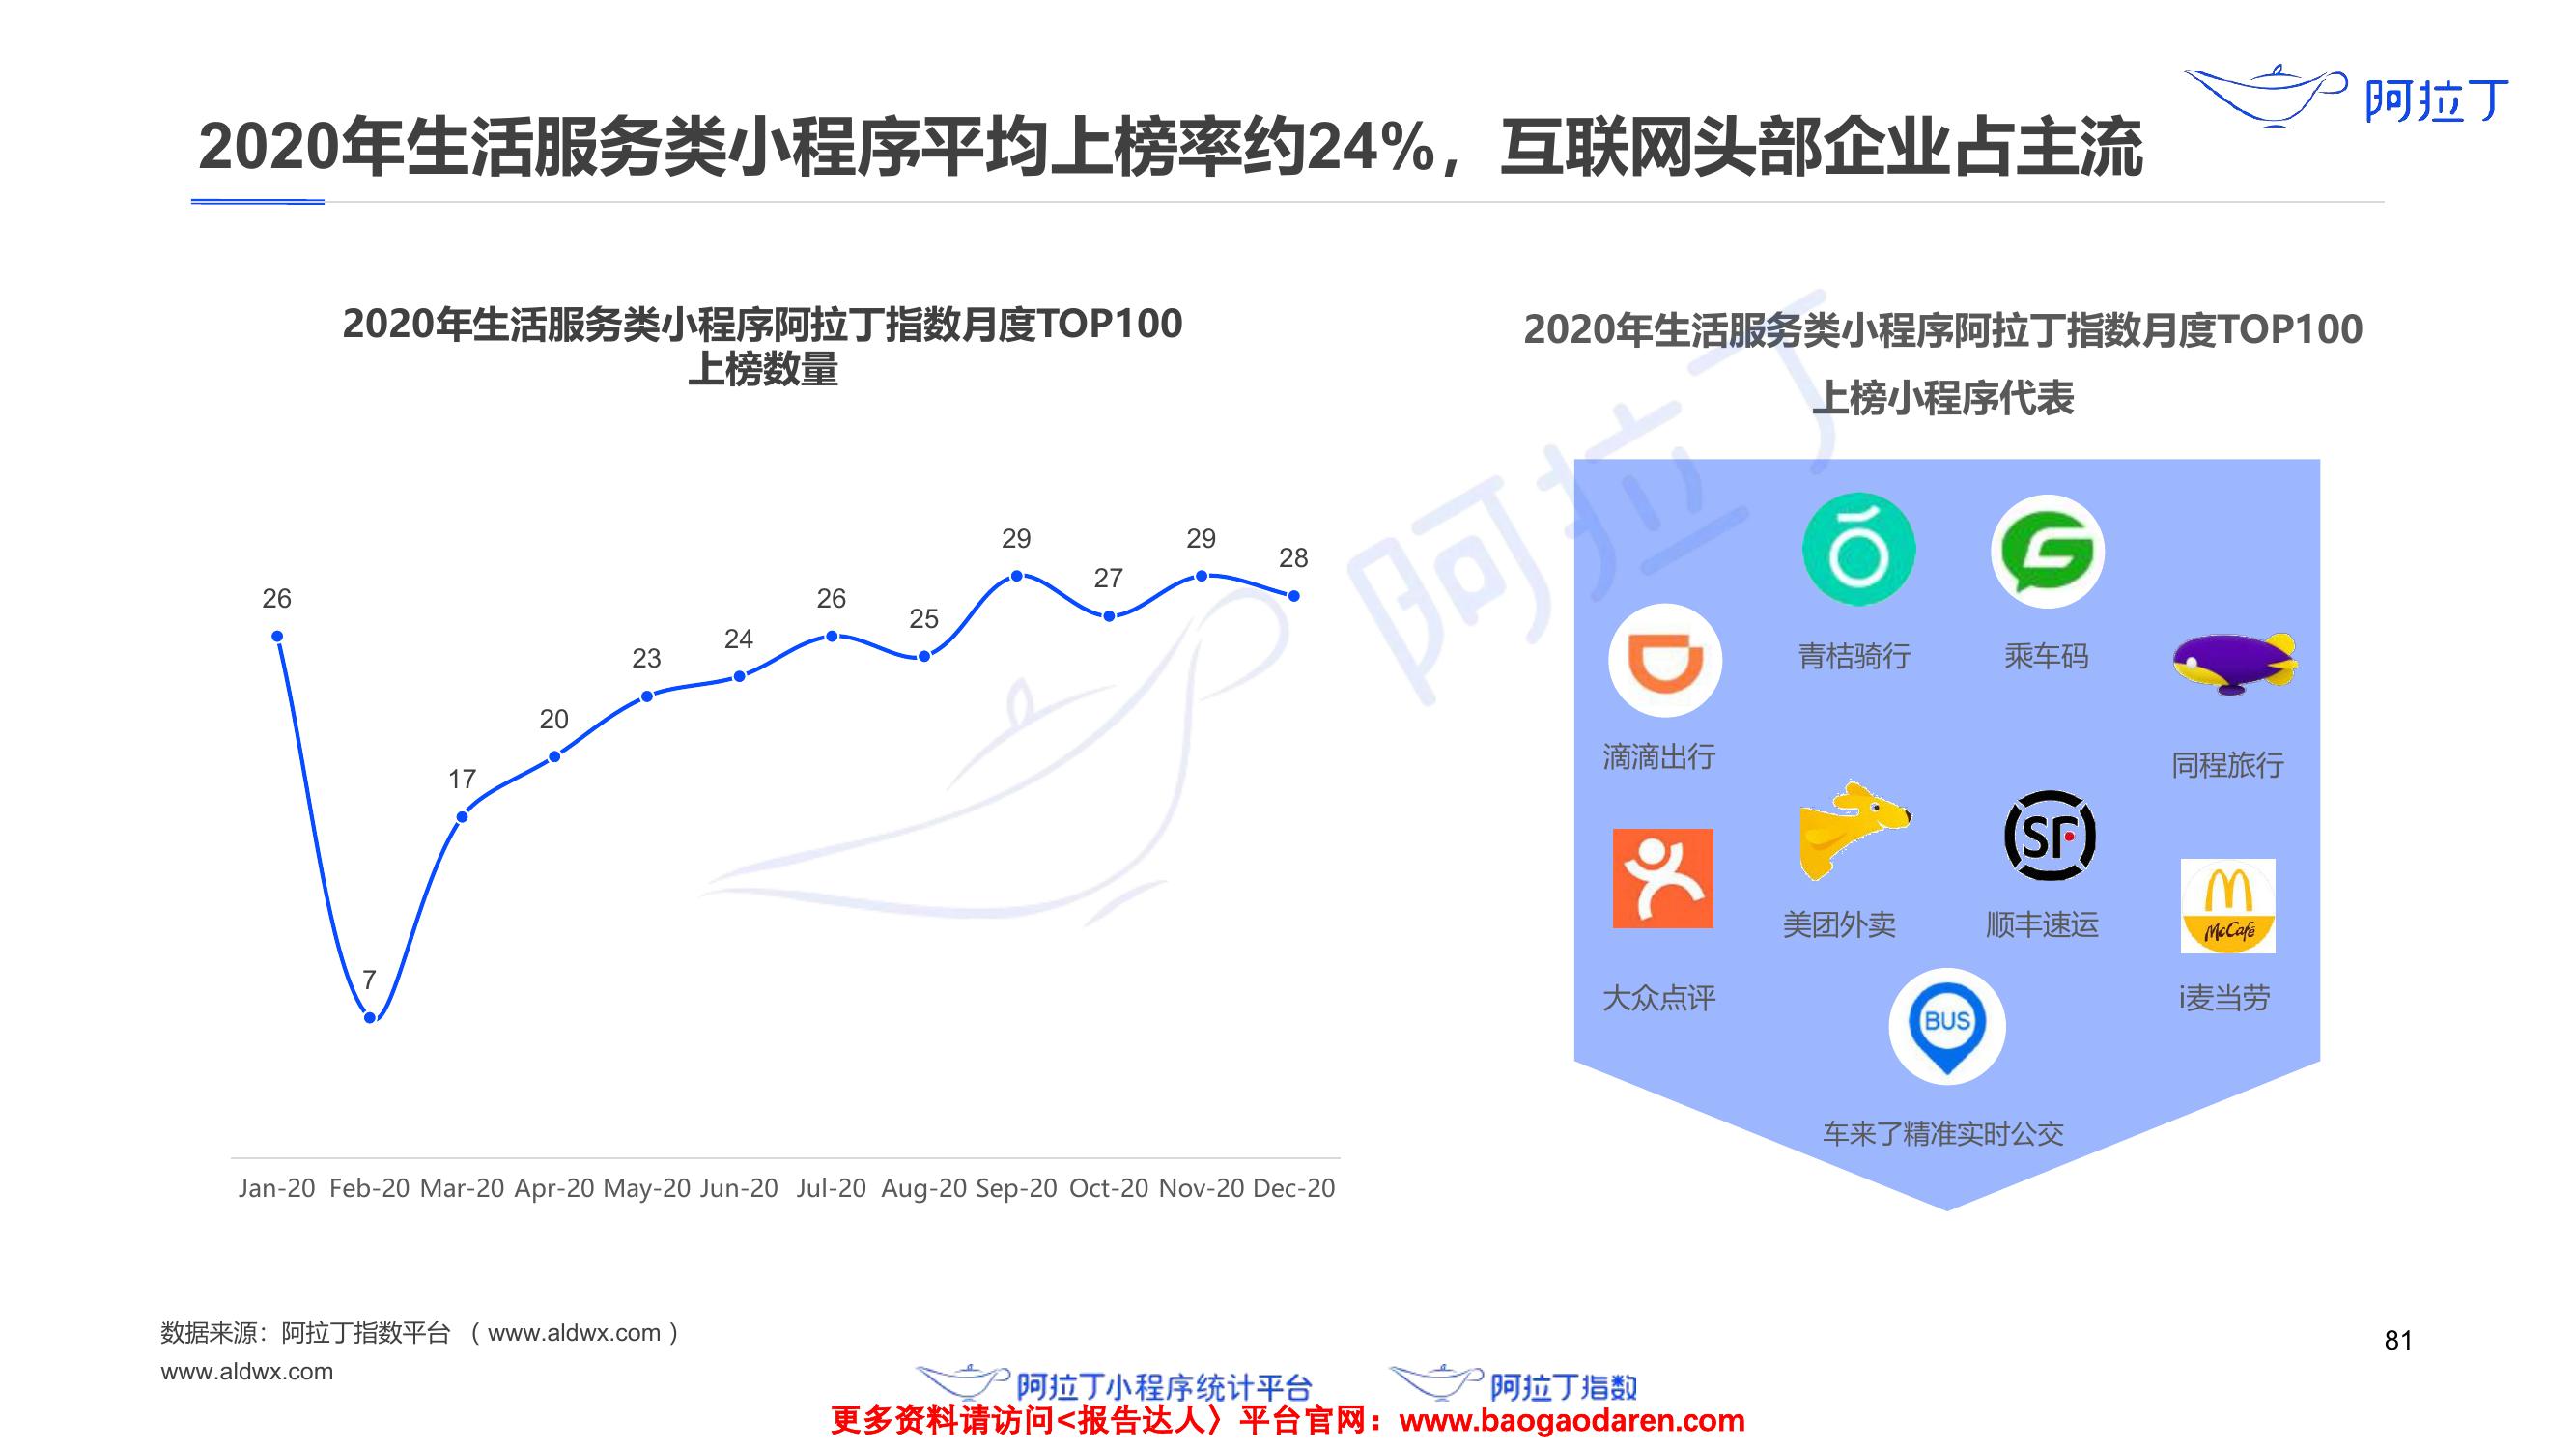 阿拉丁
2020年生活服务类小程序平均上榜率约24%，互联网头部企业占主流
2020年生活服务类小程序阿拉丁指数月度TOP100
上榜数量
26
7
17
20
23
24
26
25
29
27
29
28
Jan-20 Feb-20 Mar-20 Apr-20 May-20 Jun-20 Jul-20 Aug-20 Sep-20 Oct-20 Nov-20 Dec-20
阿拉丁
2020年生活服务类小程序阿拉丁指数月度TOP100
上榜小程序代表
青桔骑行
乘车码
滴滴出行
同程旅行
SF
美团外卖
顺丰速运
McCafé
大众点评
i麦当劳
BUS
车来了精准实时公交
数据来源：阿拉丁指数平台 （www.aldwx.com）
www.aldwx.com
81
阿拉丁小程序统计平台
阿拉丁指数
更多资料请访问<报告达人〉平台官网：www.baogaodaren.com